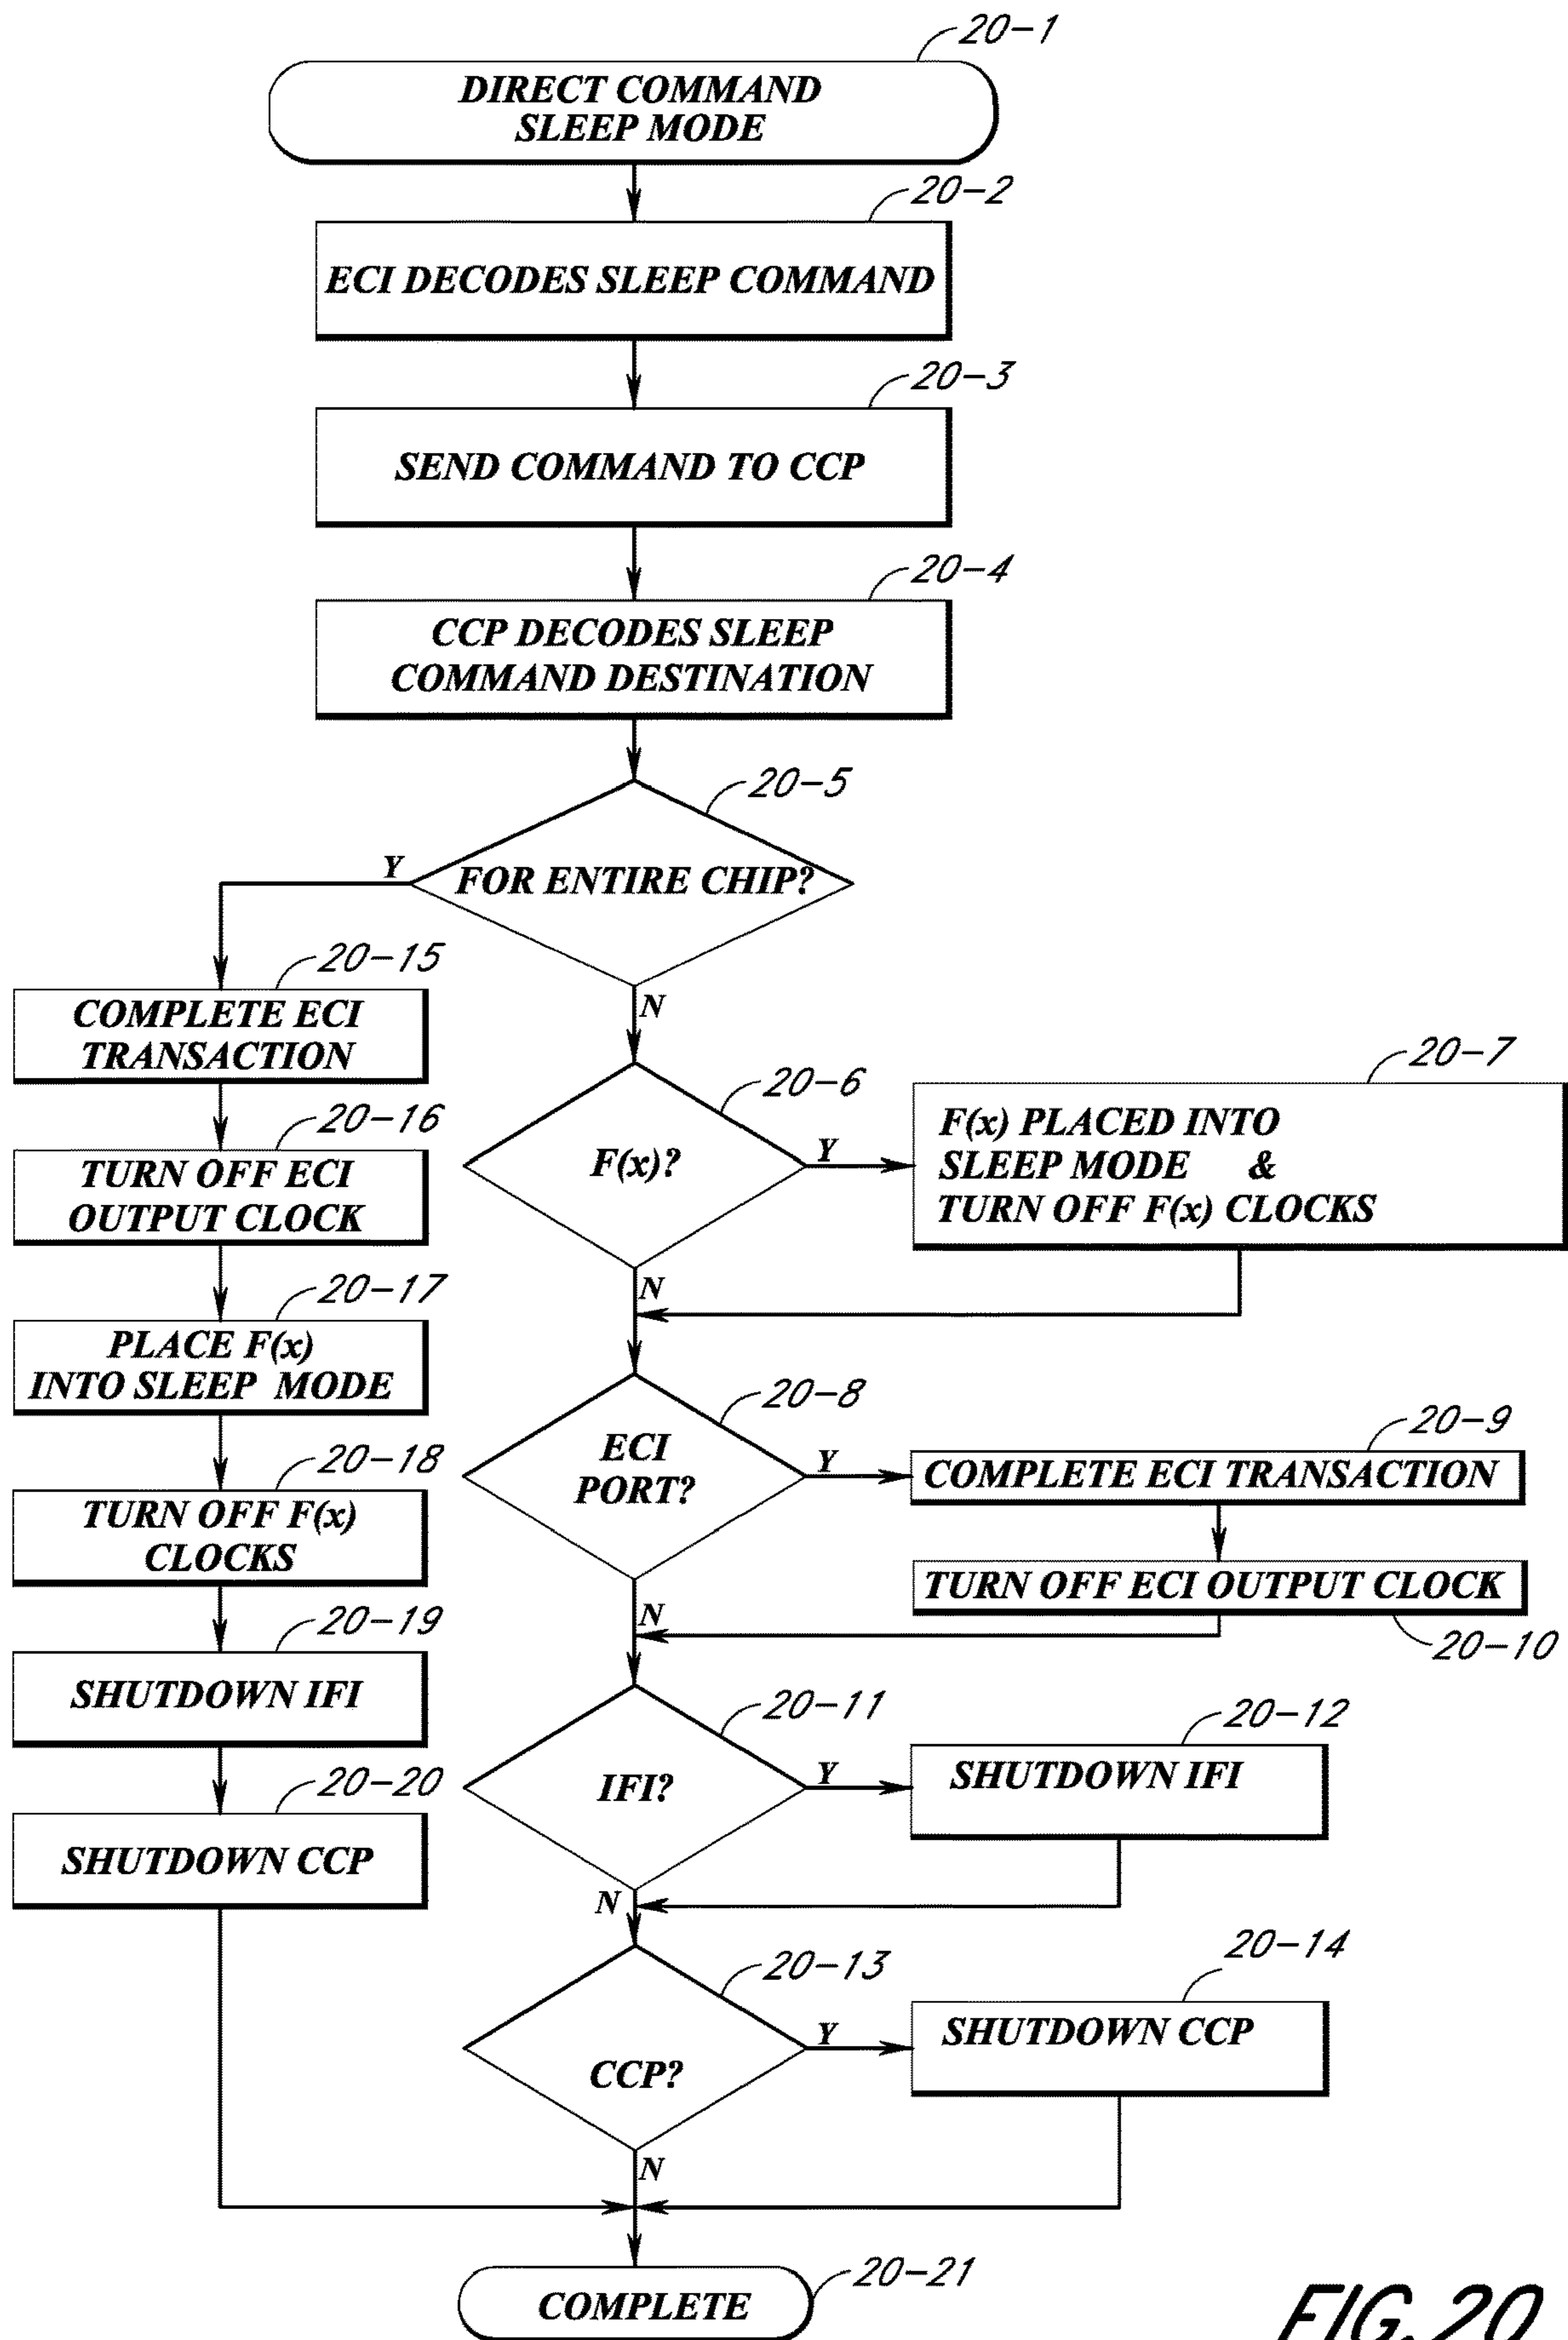 20-1
DIRECT COMMAND
SLEEP MODE
20-2
ECI DECODES SLEEP COMMAND
20-3
SEND COMMAND TO CCP
20-4
CCP DECODES SLEEP
COMMAND DESTINATION
20-5
FOR ENTIRE CHIP?
Y
N
20-15
COMPLETE ECI
TRANSACTION
20-16
TURN OFF ECI
OUTPUT CLOCK
20-17
PLACE F(x)
INTO SLEEP MODE
20-18
TURN OFF F(x)
CLOCKS
20-19
SHUTDOWN IFI
20-20
SHUTDOWN CCP
20-6
F(x)?
Y
N
20-7
F(x) PLACED INTO
SLEEP MODE &
TURN OFF F(x) CLOCKS
20-8
ECI
PORT?
Y
N
20-9
COMPLETE ECI TRANSACTION
TURN OFF ECI OUTPUT CLOCK
20-10
20-11
IFI?
Y
N
20-12
SHUTDOWN IFI
20-13
CCP?
Y
N
20-14
SHUTDOWN CCP
20-21
COMPLETE
FIG. 20